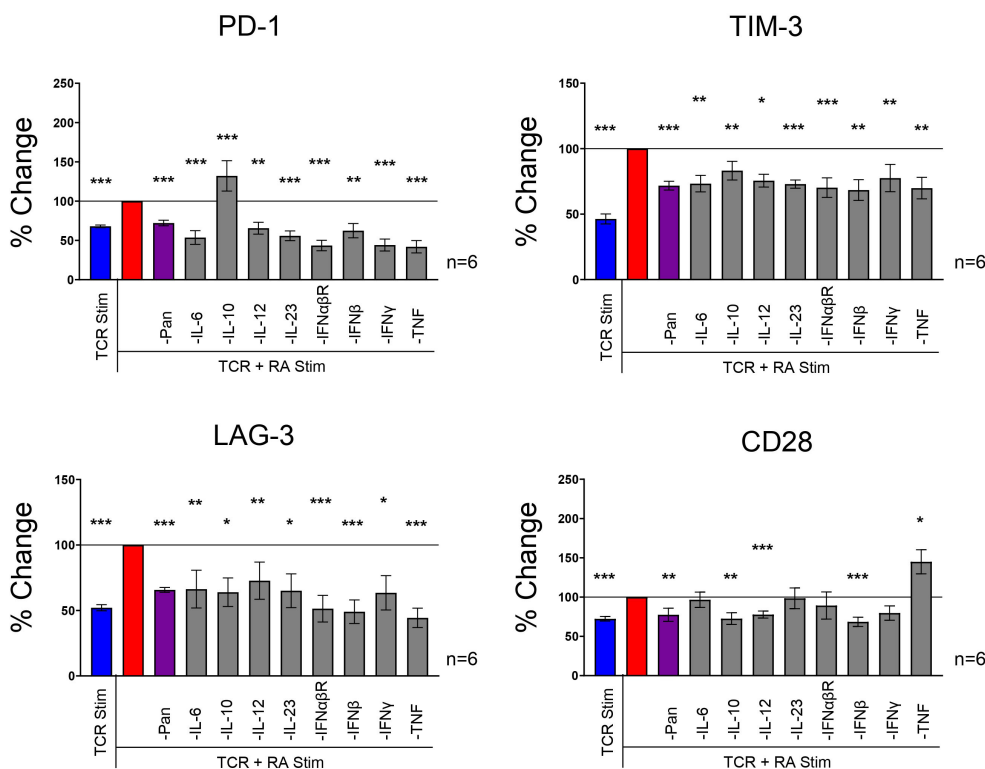 PD-1
% Change
250
200
150
100
50
0
*** *** *** *** ** *** *** ** *** ***
n=6
TCR Stim
-Pan
-IL-6
-IL-10
-IL-12
-IL-23
-IFNαβR
-IFNβ
-IFNγ
-TNF
TCR + RA Stim
TIM-3
% Change
150
100
50
0
*** *** ** ** * *** *** ** ** **
n=6
TCR Stim
-Pan
-IL-6
-IL-10
-IL-12
-IL-23
-IFNαβR
-IFNβ
-IFNγ
-TNF
TCR + RA Stim
LAG-3
% Change
150
100
50
0
*** *** ** * ** * *** *** * ***
n=6
TCR Stim
-Pan
-IL-6
-IL-10
-IL-12
-IL-23
-IFNαβR
-IFNβ
-IFNγ
-TNF
TCR + RA Stim
CD28
% Change
250
200
150
100
50
0
*** ** ** *** *** *
n=6
TCR Stim
-Pan
-IL-6
-IL-10
-IL-12
-IL-23
-IFNαβR
-IFNβ
-IFNγ
-TNF
TCR + RA Stim